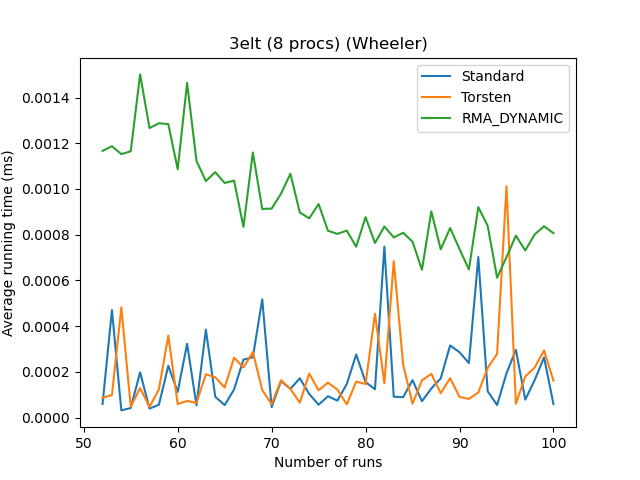 3elt (8 procs) (Wheeler)
Standard
Torsten
RMA_DYNAMIC
0.0014
0.0012
0.0010
0.0008
0.0006
0.0004
0.0002
0.0000
Average running time (ms)
50 60 70 80 90 100
Number of runs